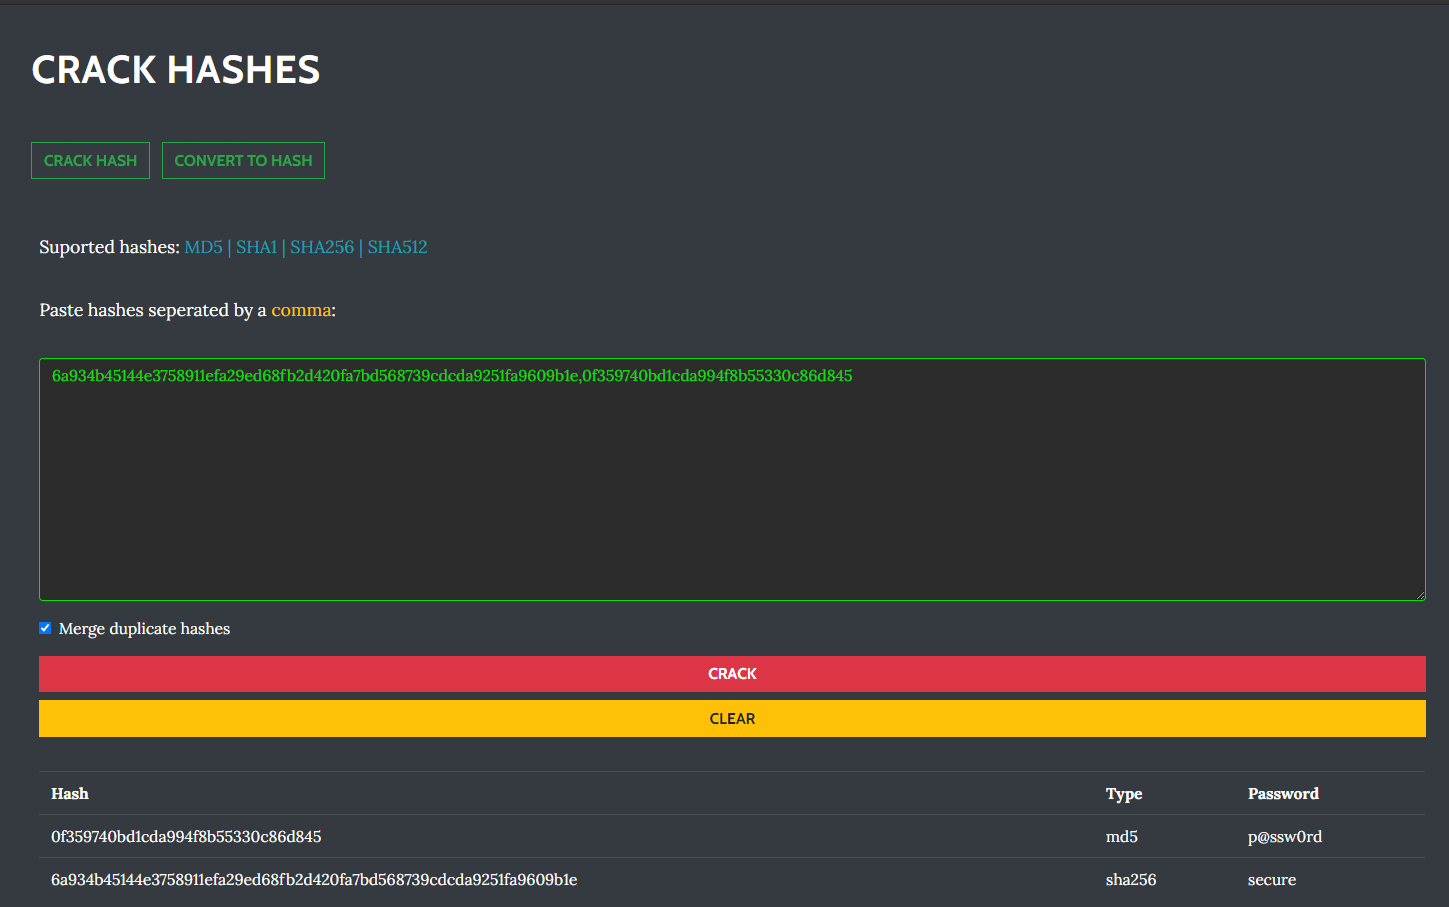 CRACK HASHES
CRACK HASH CONVERT TO HASH
Suported hashes: MD5 | SHA1 | SHA256 | SHA512
Paste hashes seperated by a comma:
6a934b45144e3758911efa29ed68fb2d420fa7bd568739cdcda9251fa9609b1e,0f359740bd1cda994f8b55330c86d845
Merge duplicate hashes
CRACK
CLEAR
Hash Type Password
0f359740bd1cda994f8b55330c86d845 md5 p@ssw0rd
6a934b45144e3758911efa29ed68fb2d420fa7bd568739cdcda9251fa9609b1e sha256 secure